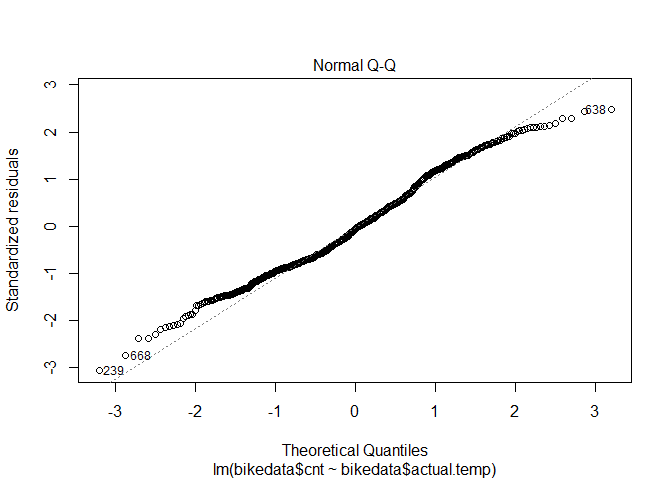 Normal Q-Q
3
2
1
0
-1
-2
-3
Standardized residuals
638
668
239
-3 -2 -1 0 1 2 3
Theoretical Quantiles
lm(bikedata$cnt ~ bikedata$actual.temp)